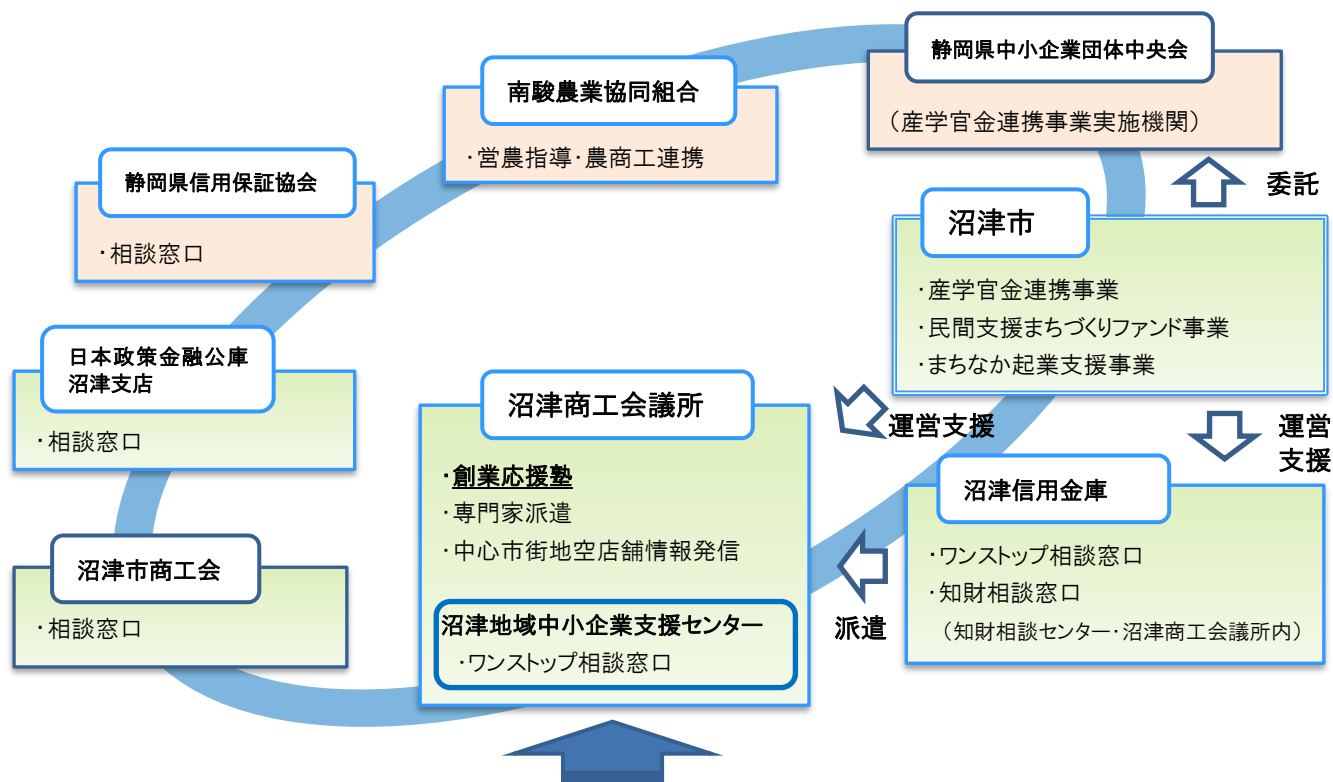 静岡県中小企業団体中央会
（産学官金連携事業実施機関）
南駿農業協同組合
・営農指導・農商工連携
静岡県信用保証協会
・相談窓口
委託
沼津市
・産学官金連携事業
・民間支援まちづくりファンド事業
・まちなか起業支援事業
日本政策金融公庫
沼津支店
・相談窓口
沼津商工会議所
・創業応援塾
・専門家派遣
・中心市街地空店舗情報発信
沼津地域中小企業支援センター
・ワンストップ相談窓口
運営支援
運営
支援
沼津信用金庫
・ワンストップ相談窓口
・知財相談窓口
（知財相談センター・沼津商工会議所内）
派遣
沼津市商工会
・相談窓口